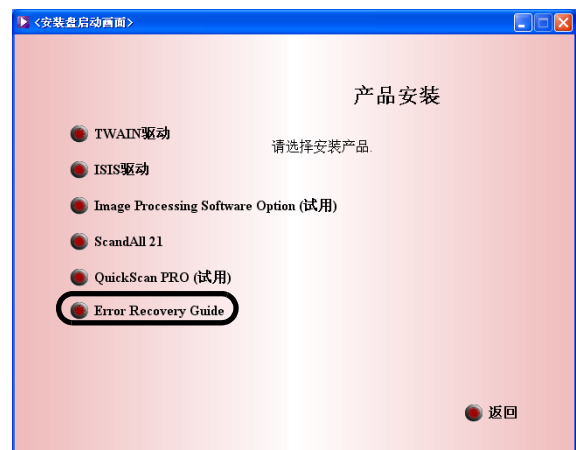 <安装盘启动画面>
产品安装
TWAIN驱动
请选择安装产品.
ISIS驱动
Image Processing Software Option (试用)
ScandAll 21
QuickScan PRO (试用)
Error Recovery Guide
返回